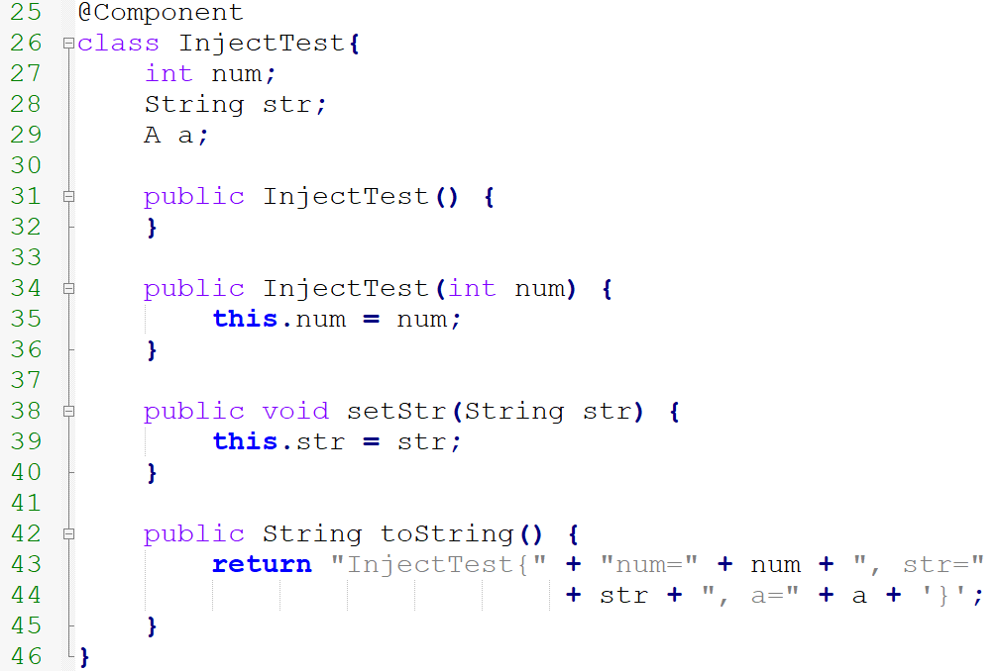 25 @Component
26 class InjectTest{
27     int num;
28     String str;
29     A a;
30
31     public InjectTest() {
32     }
33
34     public InjectTest(int num) {
35         this.num = num;
36     }
37
38     public void setStr(String str) {
39         this.str = str;
40     }
41
42     public String toString() {
43         return "InjectTest{" + "num=" + num + ", str="
44                              + str + ", a=" + a + '}';
45     }
46 }